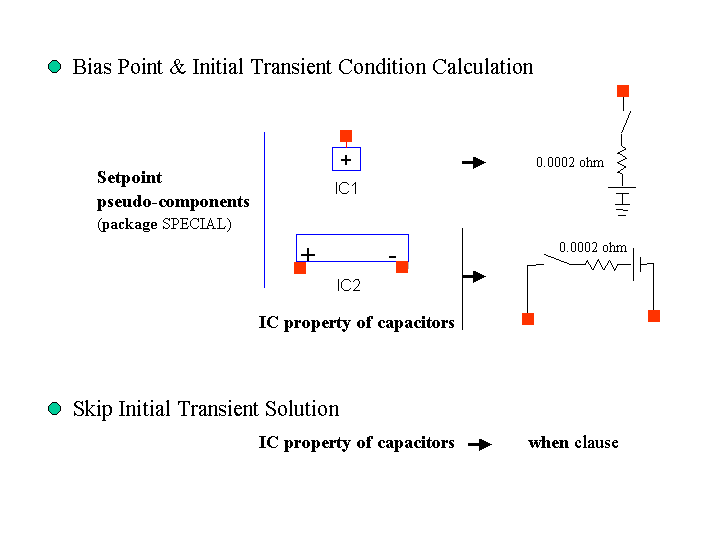 Bias Point & Initial Transient Condition Calculation
Setpoint
pseudo-components
(package SPECIAL)
+
IC1
0.0002 ohm
+ -
IC2
0.0002 ohm
IC property of capacitors
Skip Initial Transient Solution
IC property of capacitors
when clause